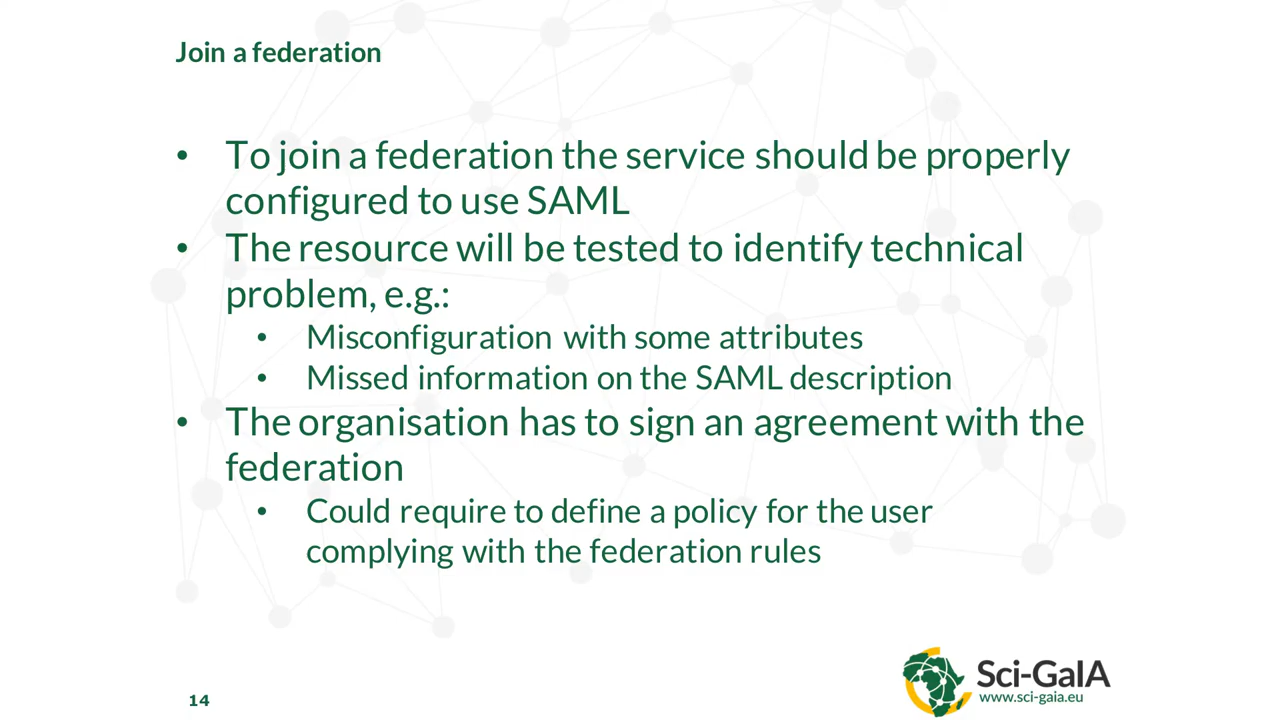 Join a federation
• To join a federation the service should be properly
configured to use SAML
• The resource will be tested to identify technical
problem, e.g.:
• Misconfiguration with some attributes
• Missed information on the SAML description
• The organisation has to sign an agreement with the
federation
• Could require to define a policy for the user
complying with the federation rules
14
Sci-GaIA
www.sci-gaia.eu